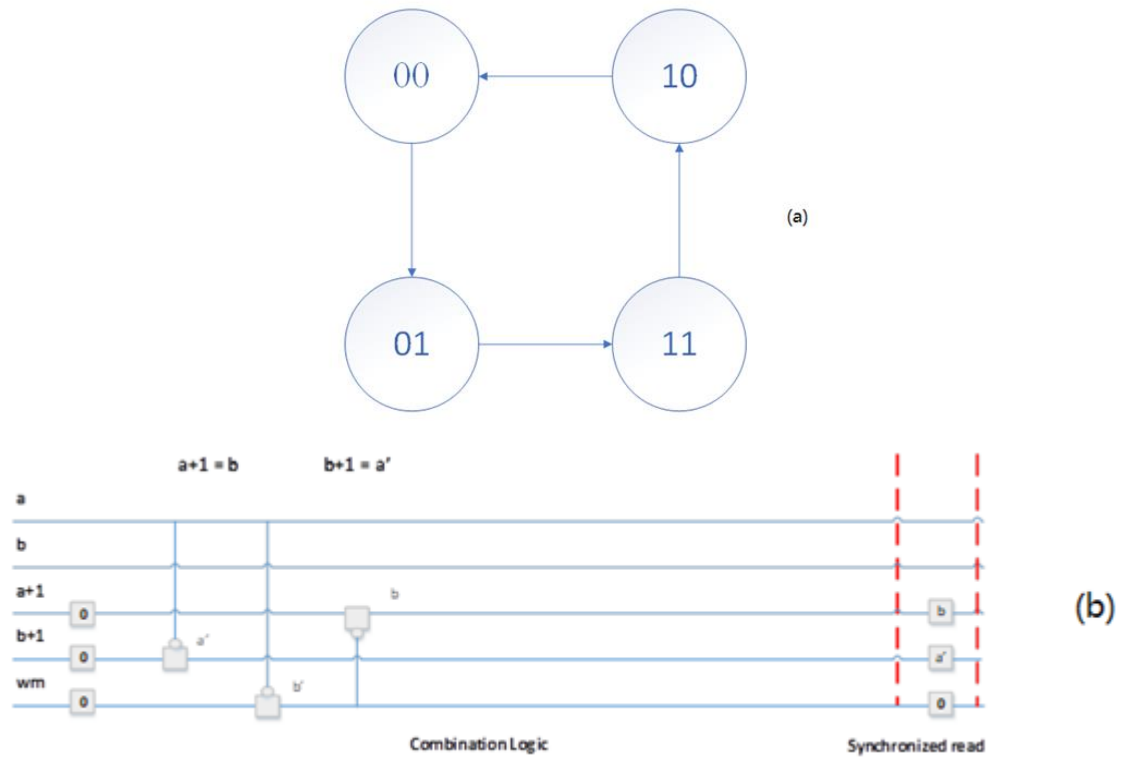 00
10
(a)
01
11
a+1 = b
b+1 = a'
a
b
a+1
0
b
b
b+1
0
a'
a'
wm
0
b'
0
(b)
Combination Logic
Synchronized read